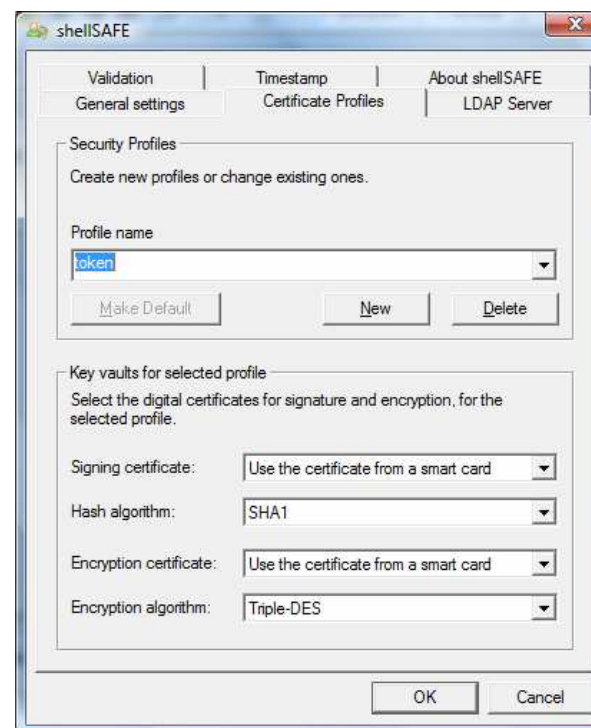 shellSAFE
Validation
Timestamp
About shellSAFE
General settings
Certificate Profiles
LDAP Server
Security Profiles
Create new profiles or change existing ones.
Profile name
token
Make Default
New
Delete
Key vaults for selected profile
Select the digital certificates for signature and encryption, for the
selected profile.
Signing certificate:
Use the certificate from a smart card
Hash algorithm:
SHA1
Encryption certificate:
Use the certificate from a smart card
Encryption algorithm:
Triple-DES
OK
Cancel